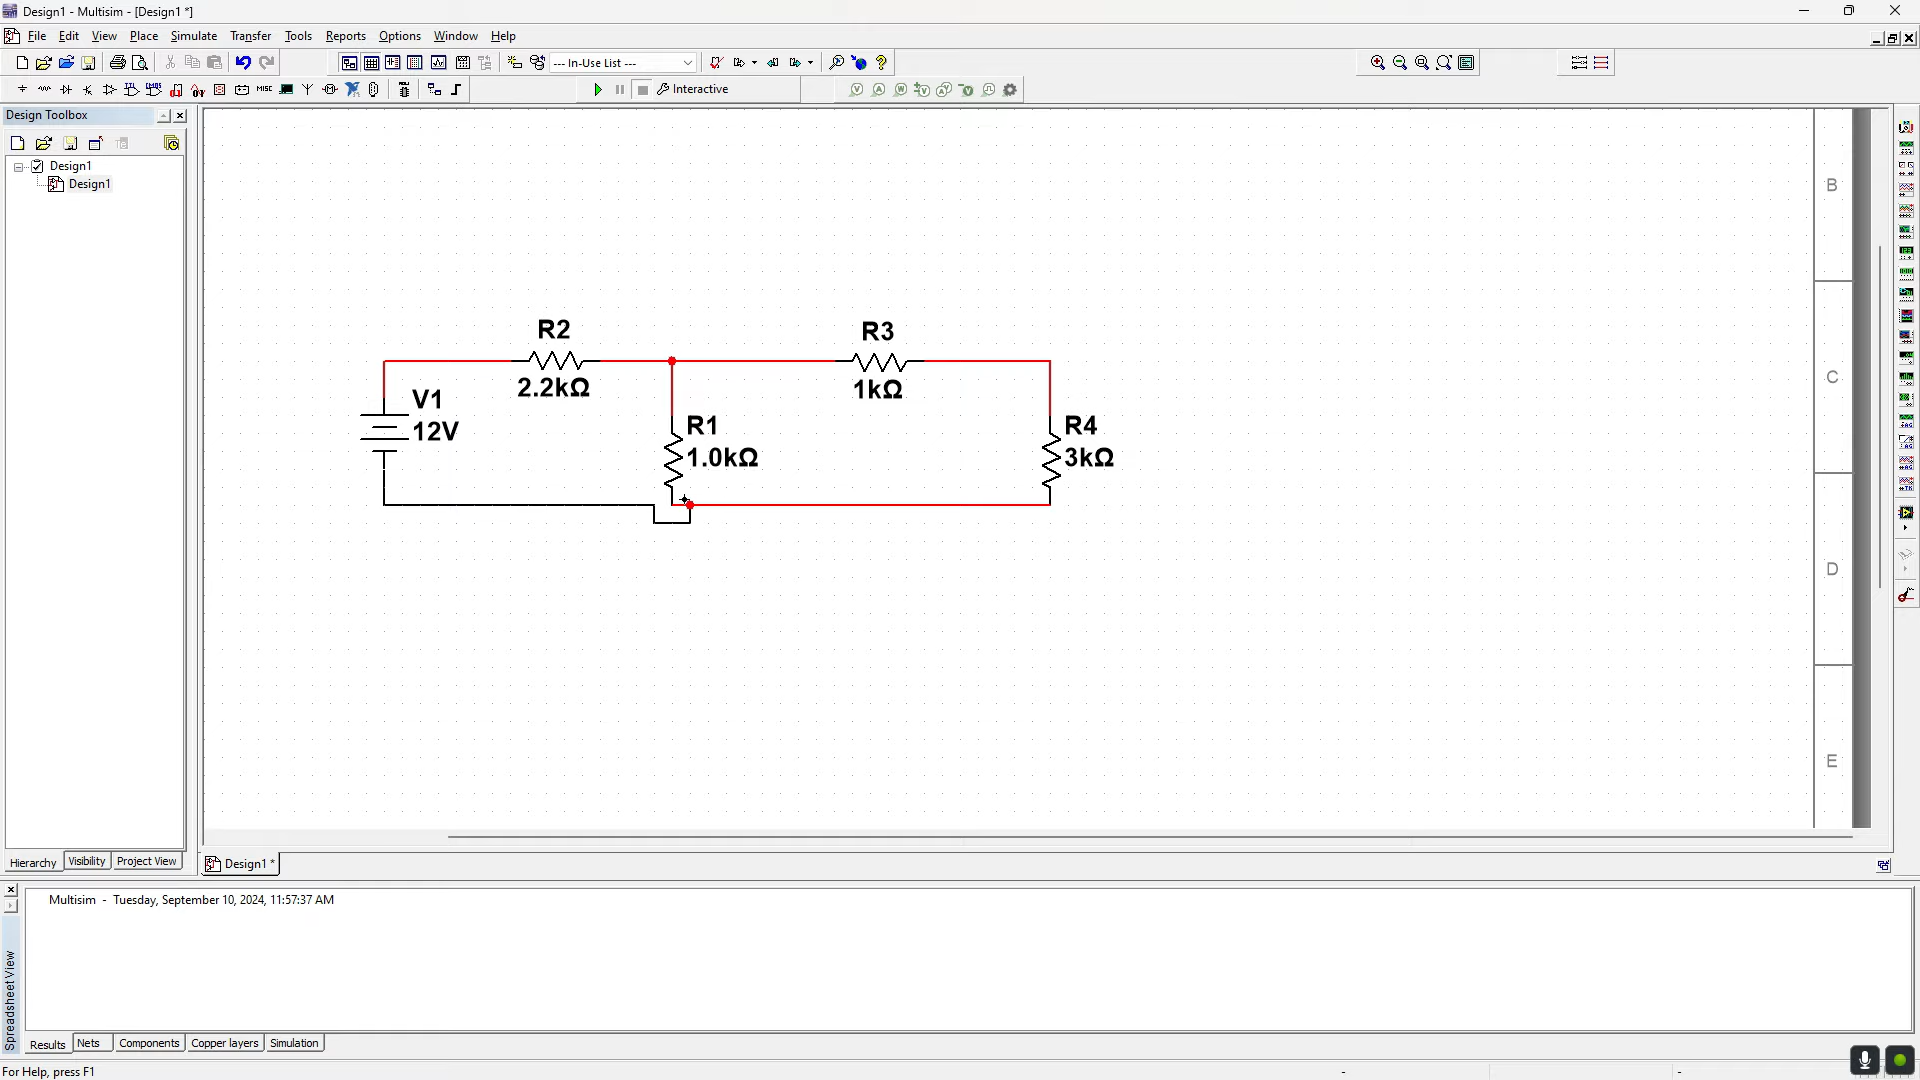 Design1 - Multisim - [Design1 *]
File Edit View Place Simulate Transfer Tools Reports Options Window Help
--- In-Use List ---
MISC Interactive
Design Toolbox
Design1
Design1
B
C
D
E
R2
2.2kΩ
R3
1kΩ
V1
12V
R1
1.0kΩ
R4
3kΩ
Hierarchy Visibility Project View
Design1 *
Multisim - Tuesday, September 10, 2024, 11:57:37 AM
Spreadsheet View
Results Nets Components Copper layers Simulation
For Help, press F1 - -